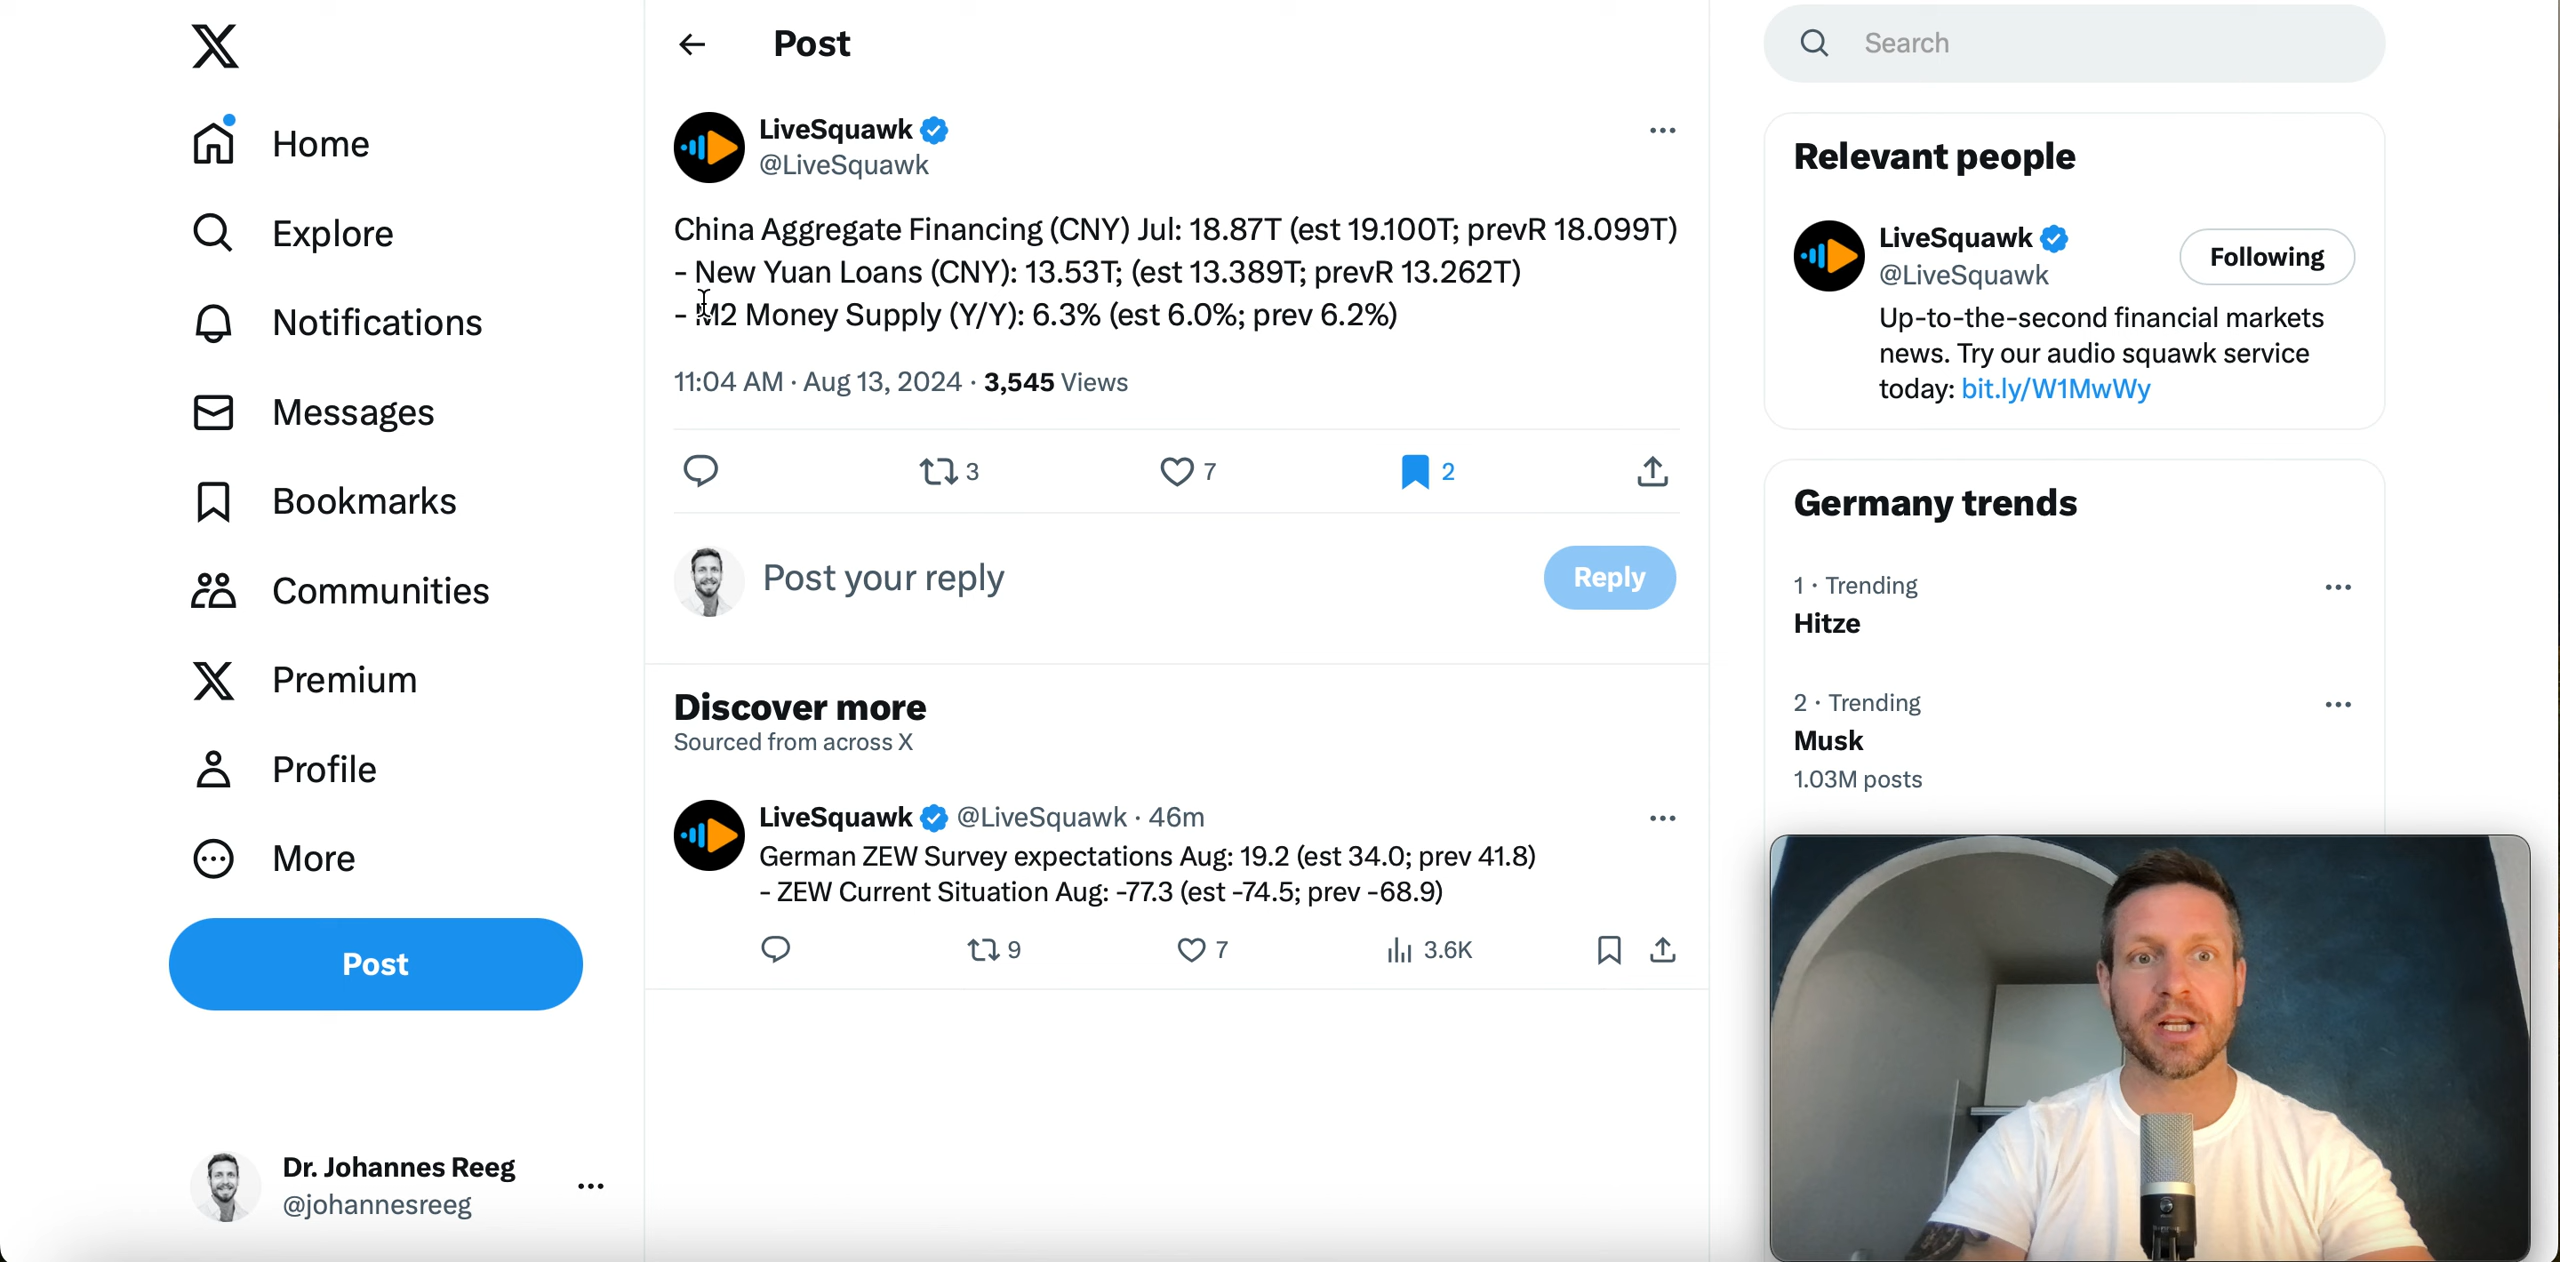 Home
Explore
Notifications
Messages
Bookmarks
Communities
Premium
Profile
More
Post
Dr. Johannes Reeg
@johannesreeg
Post
LiveSquawk
@LiveSquawk
China Aggregate Financing (CNY) Jul: 18.87T (est 19.100T; prevR 18.099T)
- New Yuan Loans (CNY): 13.53T; (est 13.389T; prevR 13.262T)
- M2 Money Supply (Y/Y): 6.3% (est 6.0%; prev 6.2%)
11:04 AM · Aug 13, 2024 · 3,545 Views
3
7
2
Post your reply
Reply
Discover more
Sourced from across X
LiveSquawk @LiveSquawk · 46m
German ZEW Survey expectations Aug: 19.2 (est 34.0; prev 41.8)
- ZEW Current Situation Aug: -77.3 (est -74.5; prev -68.9)
9
7
3.6K
Search
Relevant people
LiveSquawk
@LiveSquawk
Following
Up-to-the-second financial markets
news. Try our audio squawk service
today: bit.ly/W1MwWy
Germany trends
1 · Trending
Hitze
2 · Trending
Musk
1.03M posts